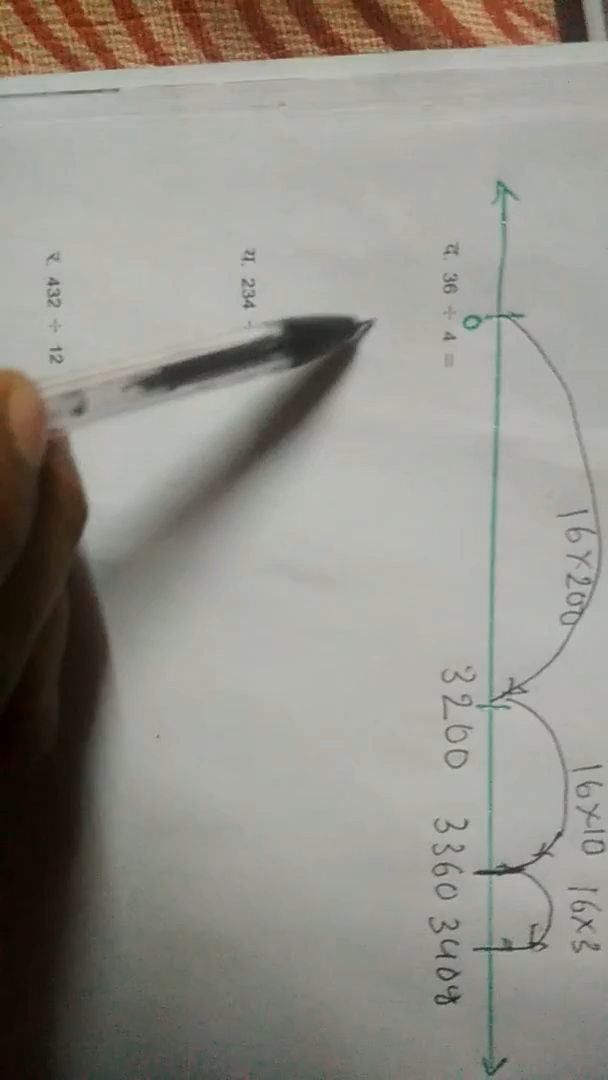 16×200 16×10 16×3
0 3200 3360 3408
व. 36 ÷ 4 =
य. 234 ÷
र. 432 ÷ 12